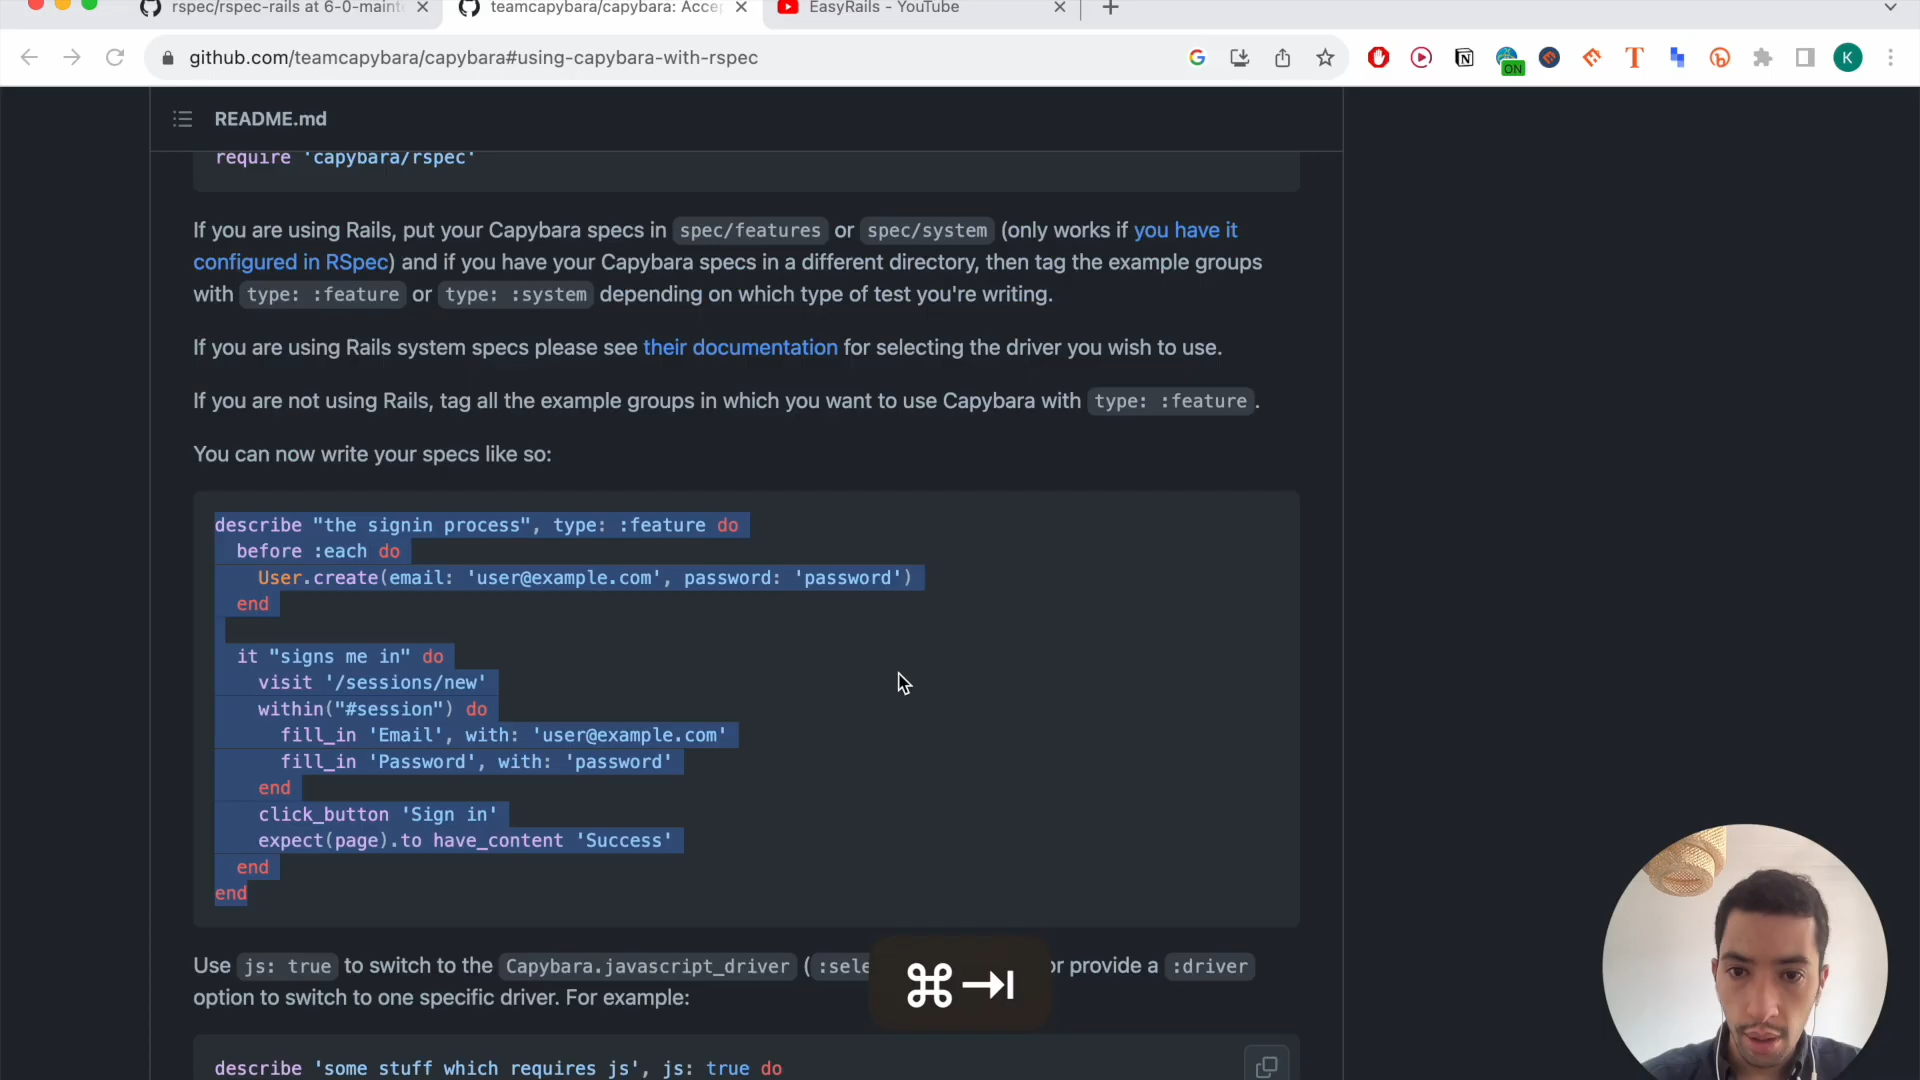 rspec/rspec-rails at 6-0-maint
teamcapybara/capybara: Acce
EasyRails - YouTube
github.com/teamcapybara/capybara#using-capybara-with-rspec
ON
K
README.md
require 'capybara/rspec'
If you are using Rails, put your Capybara specs in spec/features or spec/system (only works if you have it
configured in RSpec) and if you have your Capybara specs in a different directory, then tag the example groups
with type: :feature or type: :system depending on which type of test you're writing.
If you are using Rails system specs please see their documentation for selecting the driver you wish to use.
If you are not using Rails, tag all the example groups in which you want to use Capybara with type: :feature.
You can now write your specs like so:
describe "the signin process", type: :feature do
before :each do
User.create(email: 'user@example.com', password: 'password')
end
it "signs me in" do
visit '/sessions/new'
within("#session") do
fill_in 'Email', with: 'user@example.com'
fill_in 'Password', with: 'password'
end
click_button 'Sign in'
expect(page).to have_content 'Success'
end
end
Use js: true to switch to the Capybara.javascript_driver (:sele or provide a :driver
option to switch to one specific driver. For example:
describe 'some stuff which requires js', js: true do